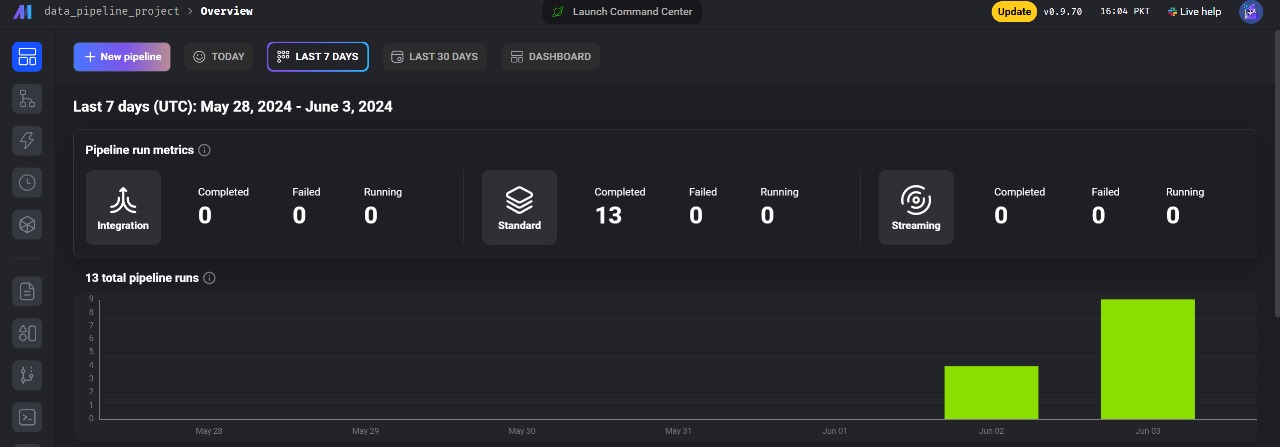 data_pipeline_project > Overview
Launch Command Center
Update v0.9.70 16:04 PKT Live help
New pipeline TODAY LAST 7 DAYS LAST 30 DAYS DASHBOARD
Last 7 days (UTC): May 28, 2024 - June 3, 2024
Pipeline run metrics
Integration
Completed Failed Running
0 0 0
Standard
Completed Failed Running
13 0 0
Streaming
Completed Failed Running
0 0 0
13 total pipeline runs
9
8
7
6
5
4
3
2
1
0
May 28 May 29 May 30 May 31 Jun 01 Jun 02 Jun 03